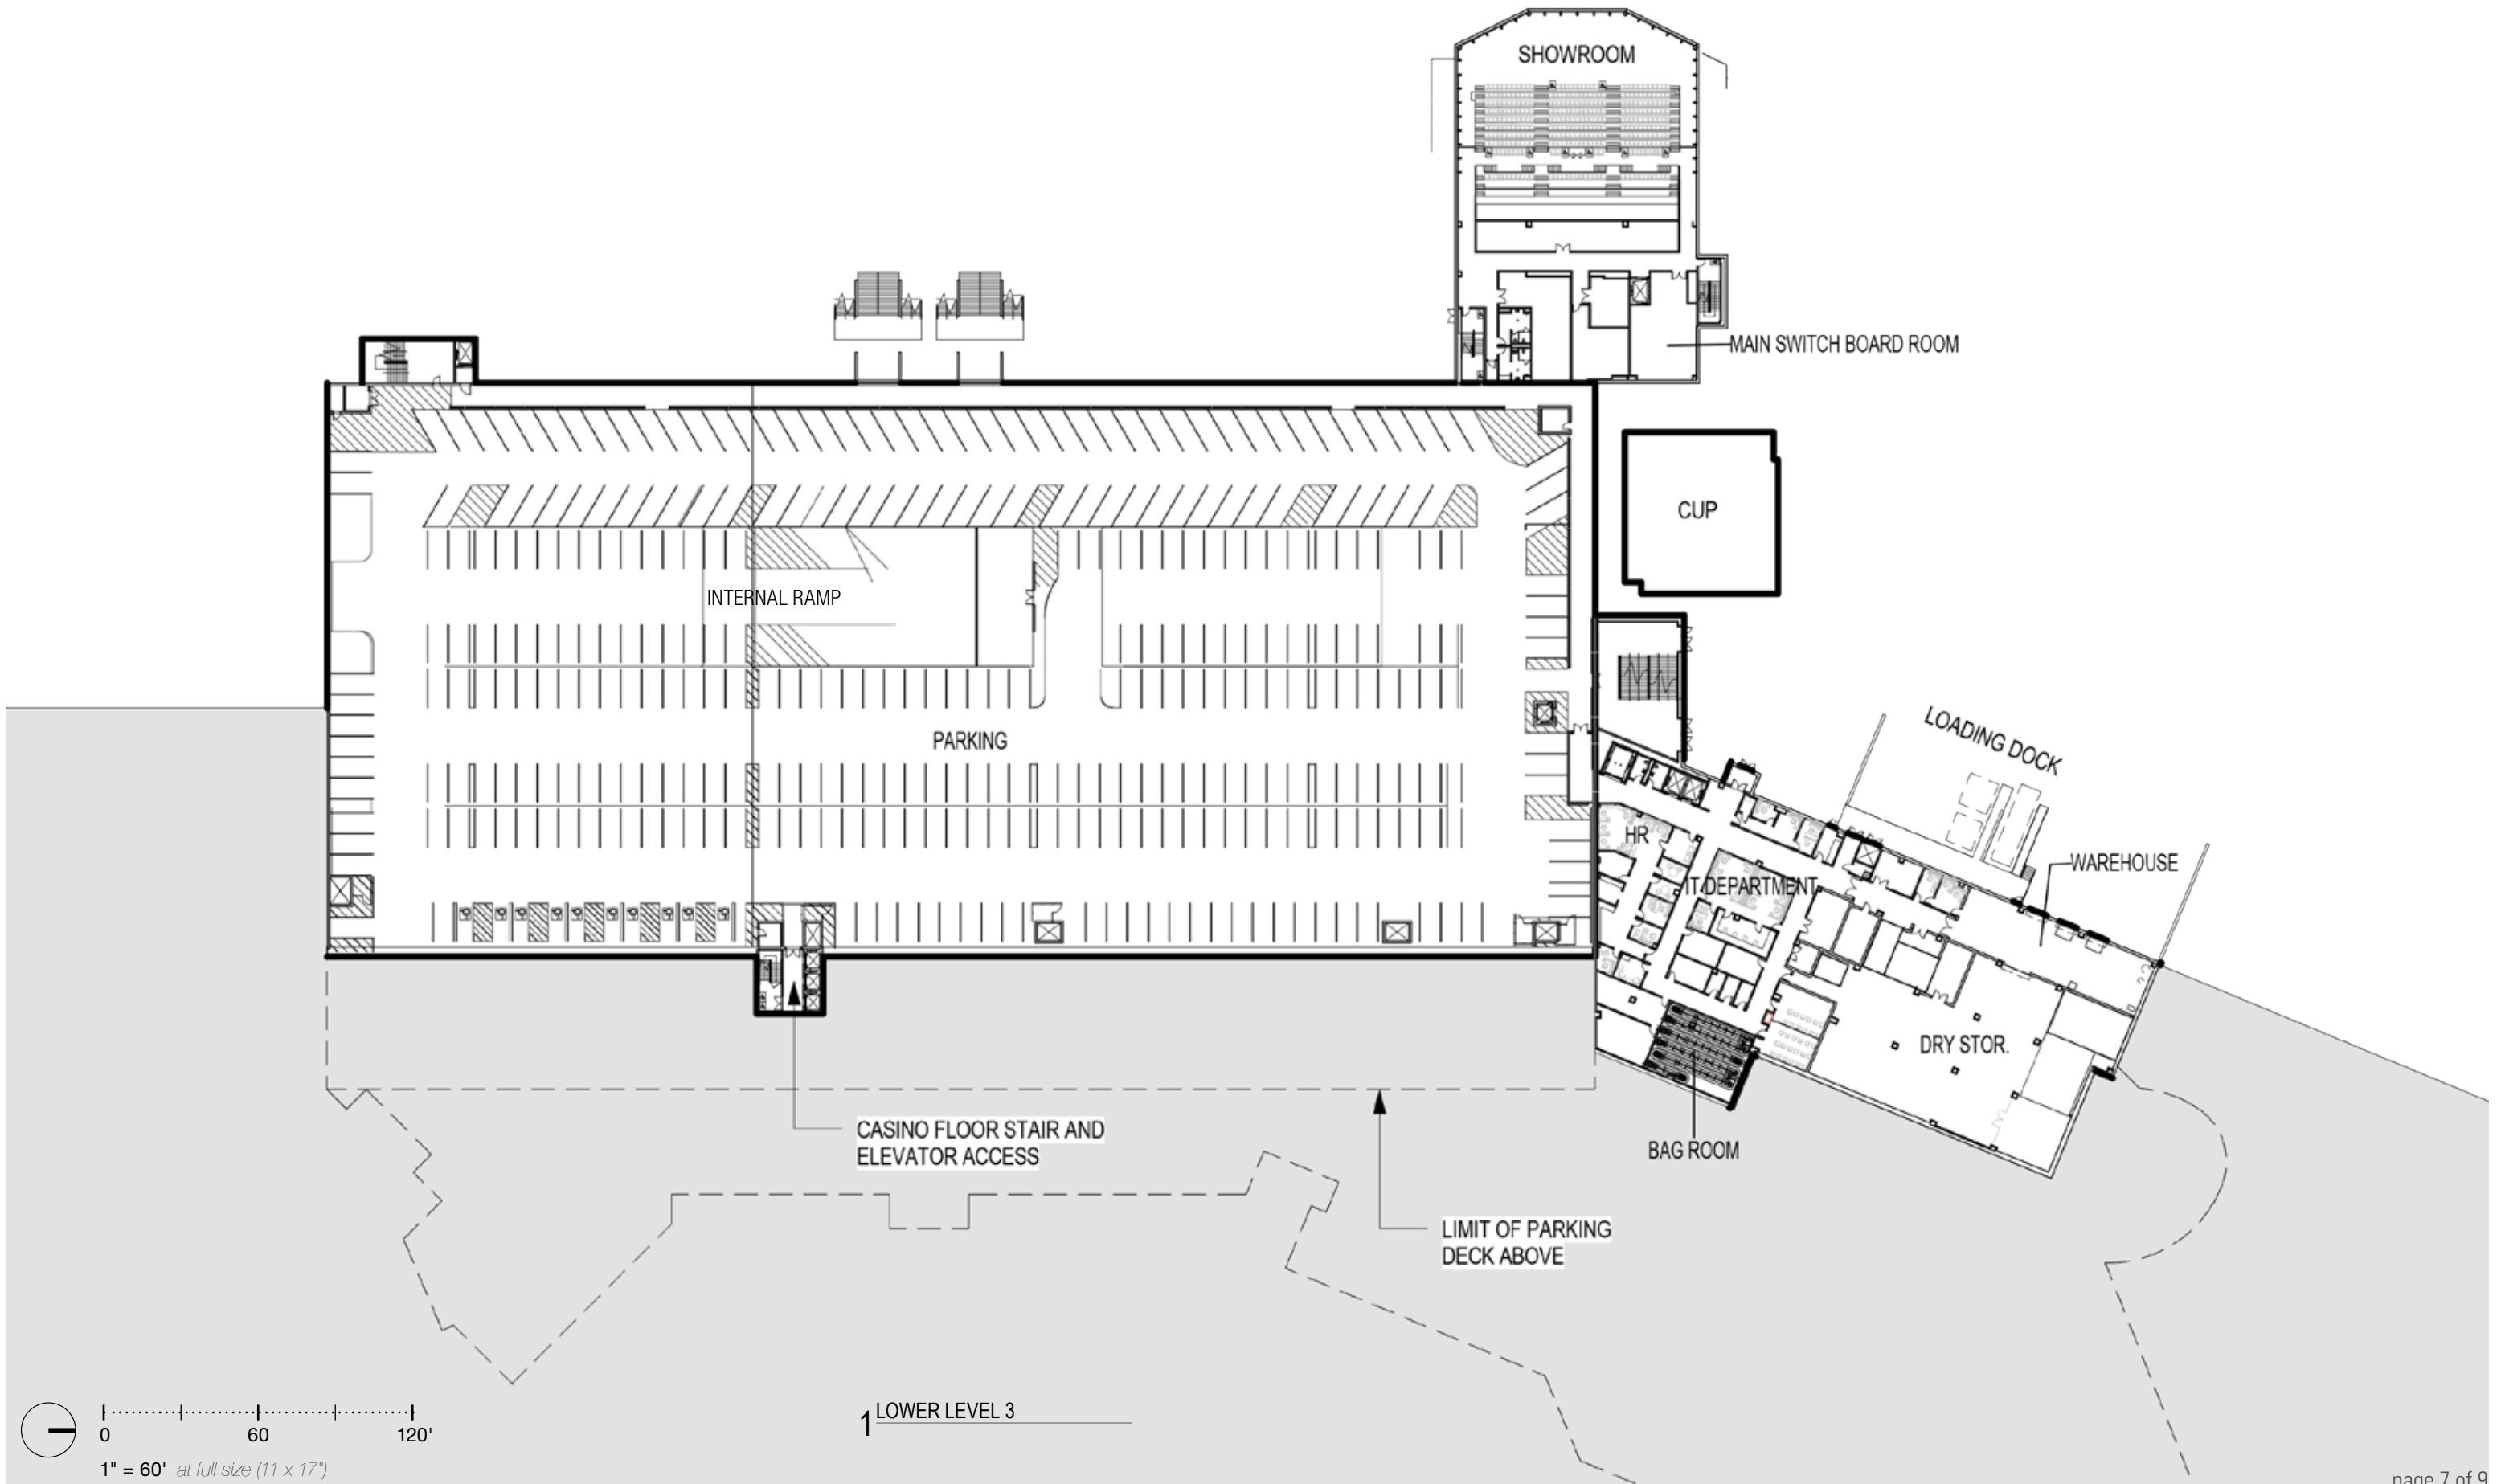 SHOWROOM
MAIN SWITCH BOARD ROOM
CUP
INTERNAL RAMP
PARKING
LOADING DOCK
HR
IT DEPARTMENT
WAREHOUSE
DRY STOR.
CASINO FLOOR STAIR AND
ELEVATOR ACCESS
BAG ROOM
LIMIT OF PARKING
DECK ABOVE
1 LOWER LEVEL 3
0 60 120'
1" = 60' at full size (11 x 17")
page 7 of 9